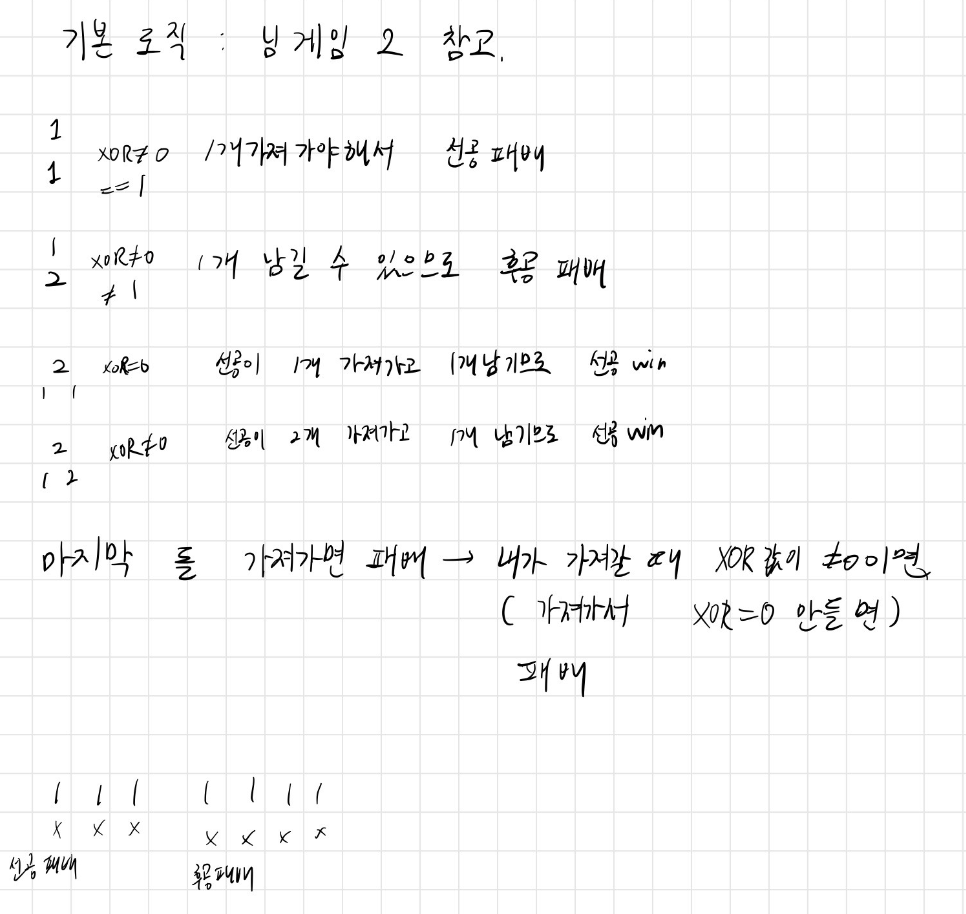 기본 로직 : 님게임 2 참고.
1
1 XOR≠0 1개가져가야해서 선공 패배
==1
1
2 XOR≠0 1개 남길 수 있으므로 후공 패배
≠ 1
2 XOR=0 선공이 1개 가져가고 1개남기므로 선공 win
1 1
2 XOR≠0 선공이 2개 가져가고 1개 남기므로 선공 win
1 2
마지막 돌 가져가면 패배 → 내가 가져갈 때 XOR 값이 ≠0이면
( 가져가서 XOR=0 만들면)
패배
1 1 1 1 1 1 1
x x x x x x x
선공패배 후공패배